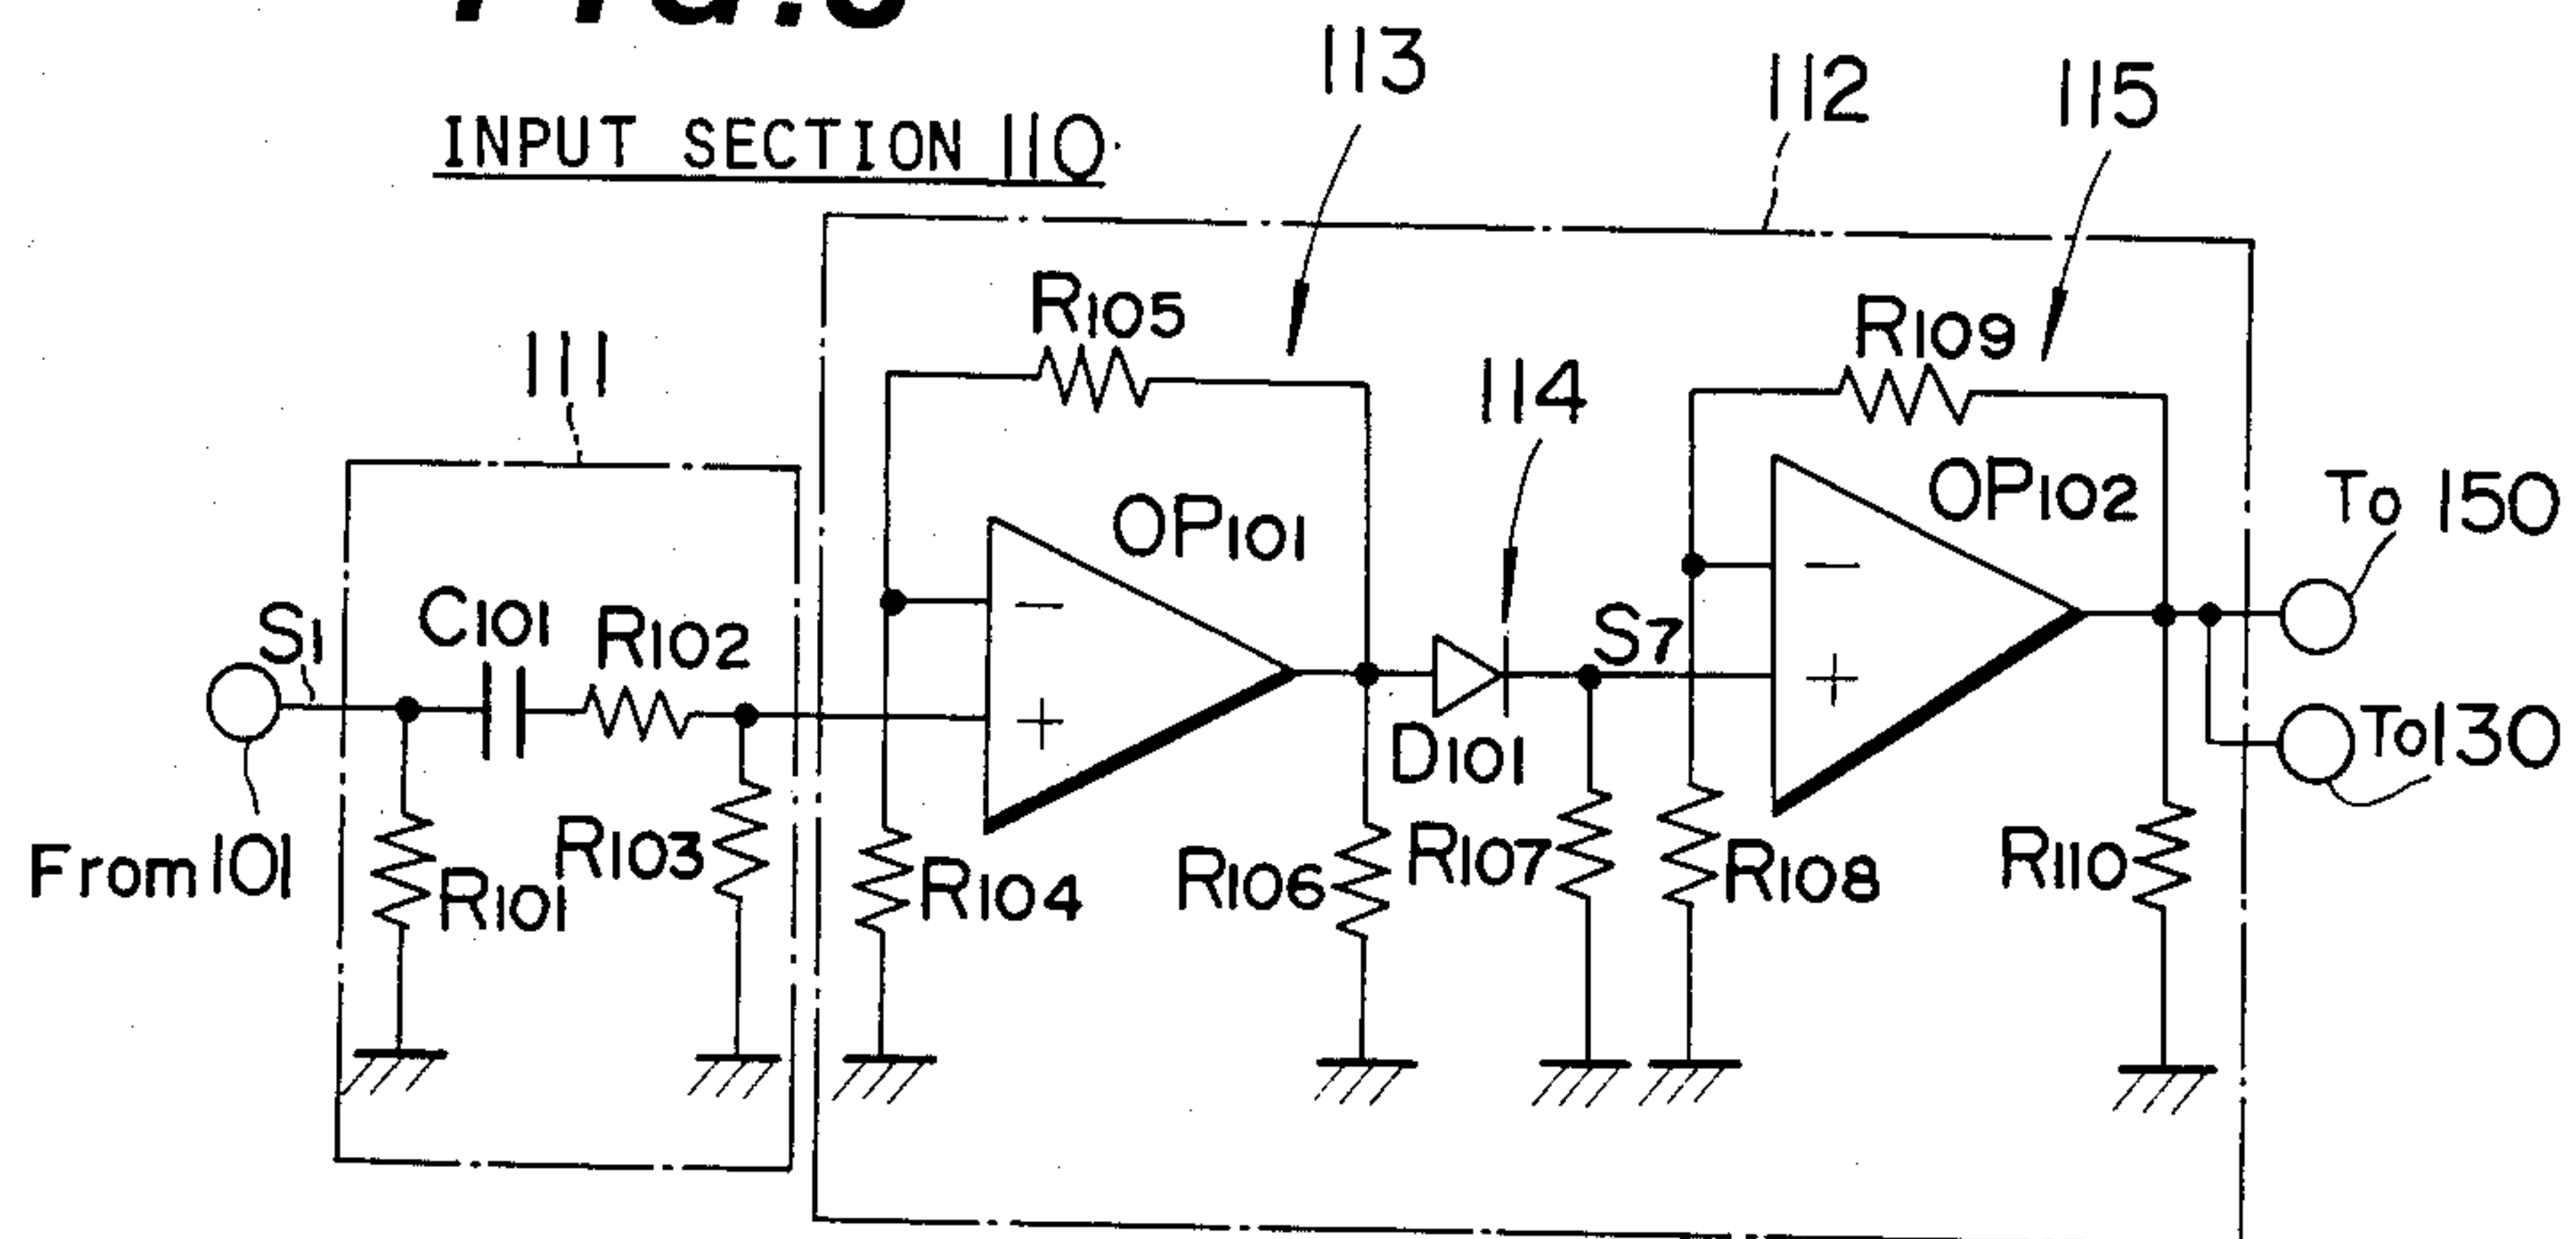 INPUT SECTION 110
113
112
115
111
R105
114
R109
OP101
OP102
To 150
S1
C101
R102
S7
To130
D101
From101
R101
R103
R104
R106
R107
R108
R110
−
+
−
+